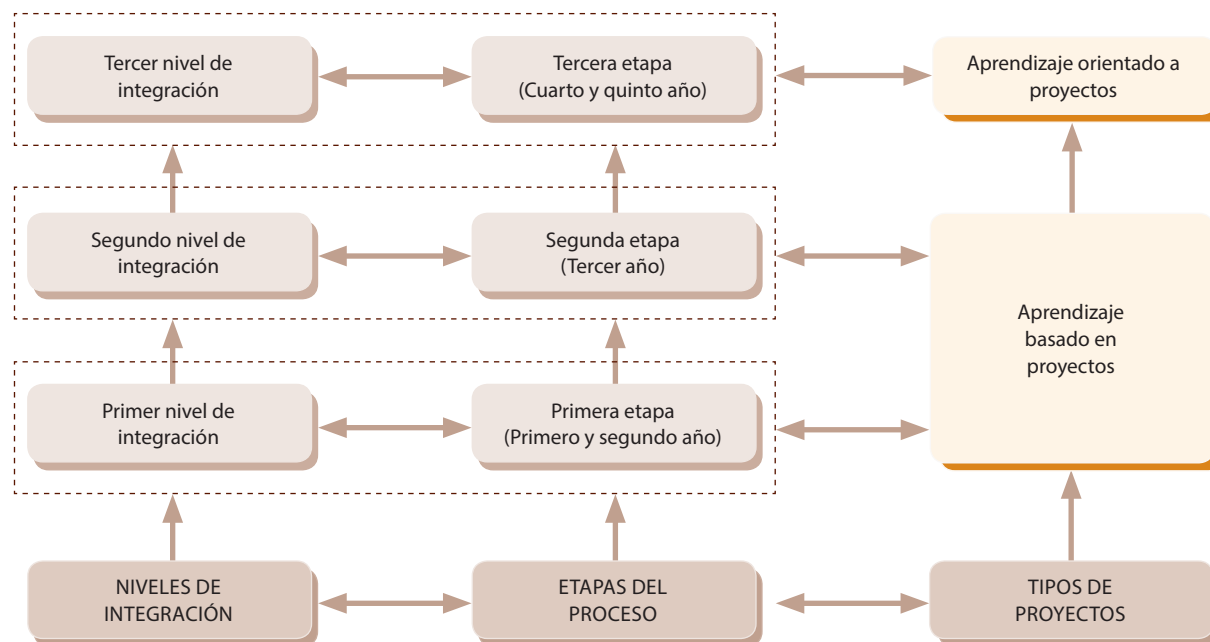 Tercer nivel de
integración
Tercera etapa
(Cuarto y quinto año)
Aprendizaje orientado a
proyectos
Segundo nivel de
integración
Segunda etapa
(Tercer año)
Aprendizaje
basado en
proyectos
Primer nivel de
integración
Primera etapa
(Primero y segundo año)
NIVELES DE
INTEGRACIÓN
ETAPAS DEL
PROCESO
TIPOS DE
PROYECTOS